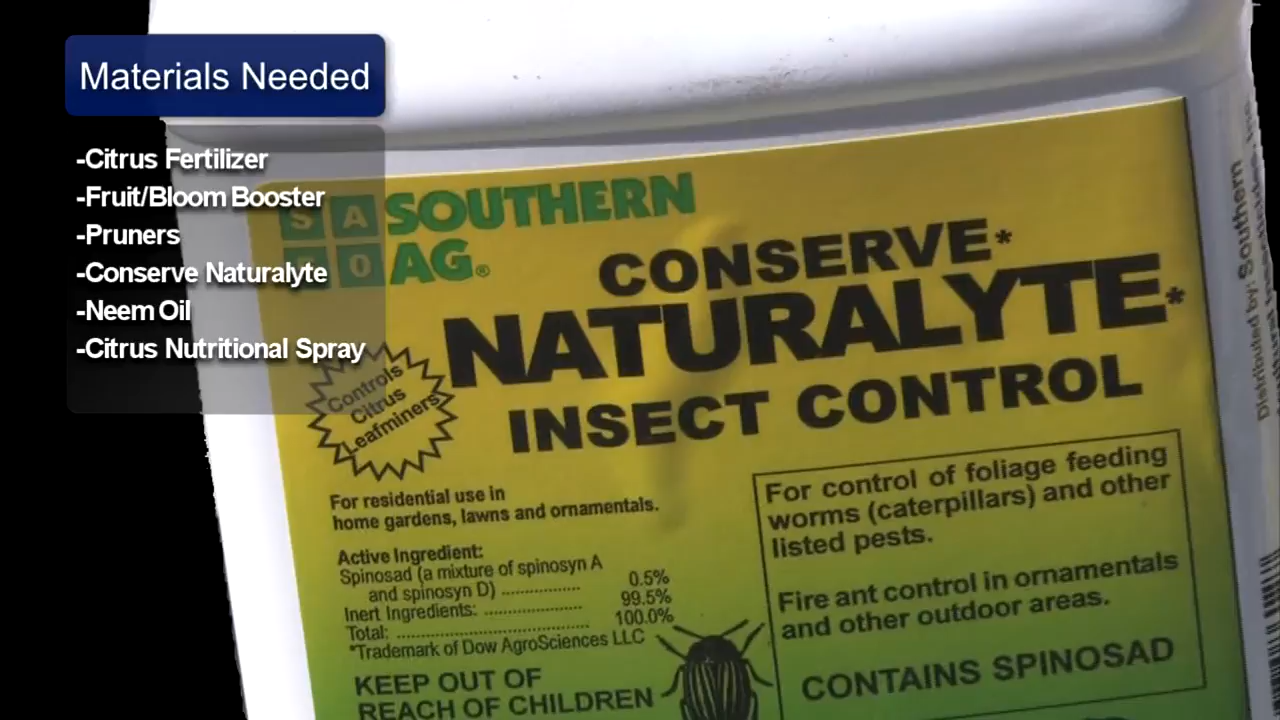 Materials Needed
-Citrus Fertilizer
-Fruit/Bloom Booster
-Pruners
-Conserve Naturalyte
-Neem Oil
-Citrus Nutritional Spray
SA SOUTHERN
AG®
CONSERVE*
NATURALYTE*
INSECT CONTROL
Controls
Citrus
Leafminers
For residential use in
home gardens, lawns and ornamentals.
Active Ingredient:
Spinosad (a mixture of spinosyn A
and spinosyn D) .................. 0.5%
Inert Ingredients: .................. 99.5%
Total: .................. 100.0%
*Trademark of Dow AgroSciences LLC
KEEP OUT OF
REACH OF CHILDREN
For control of foliage feeding
worms (caterpillars) and other
listed pests.
Fire ant control in ornamentals
and other outdoor areas.
CONTAINS SPINOSAD
Distributed by: Southern